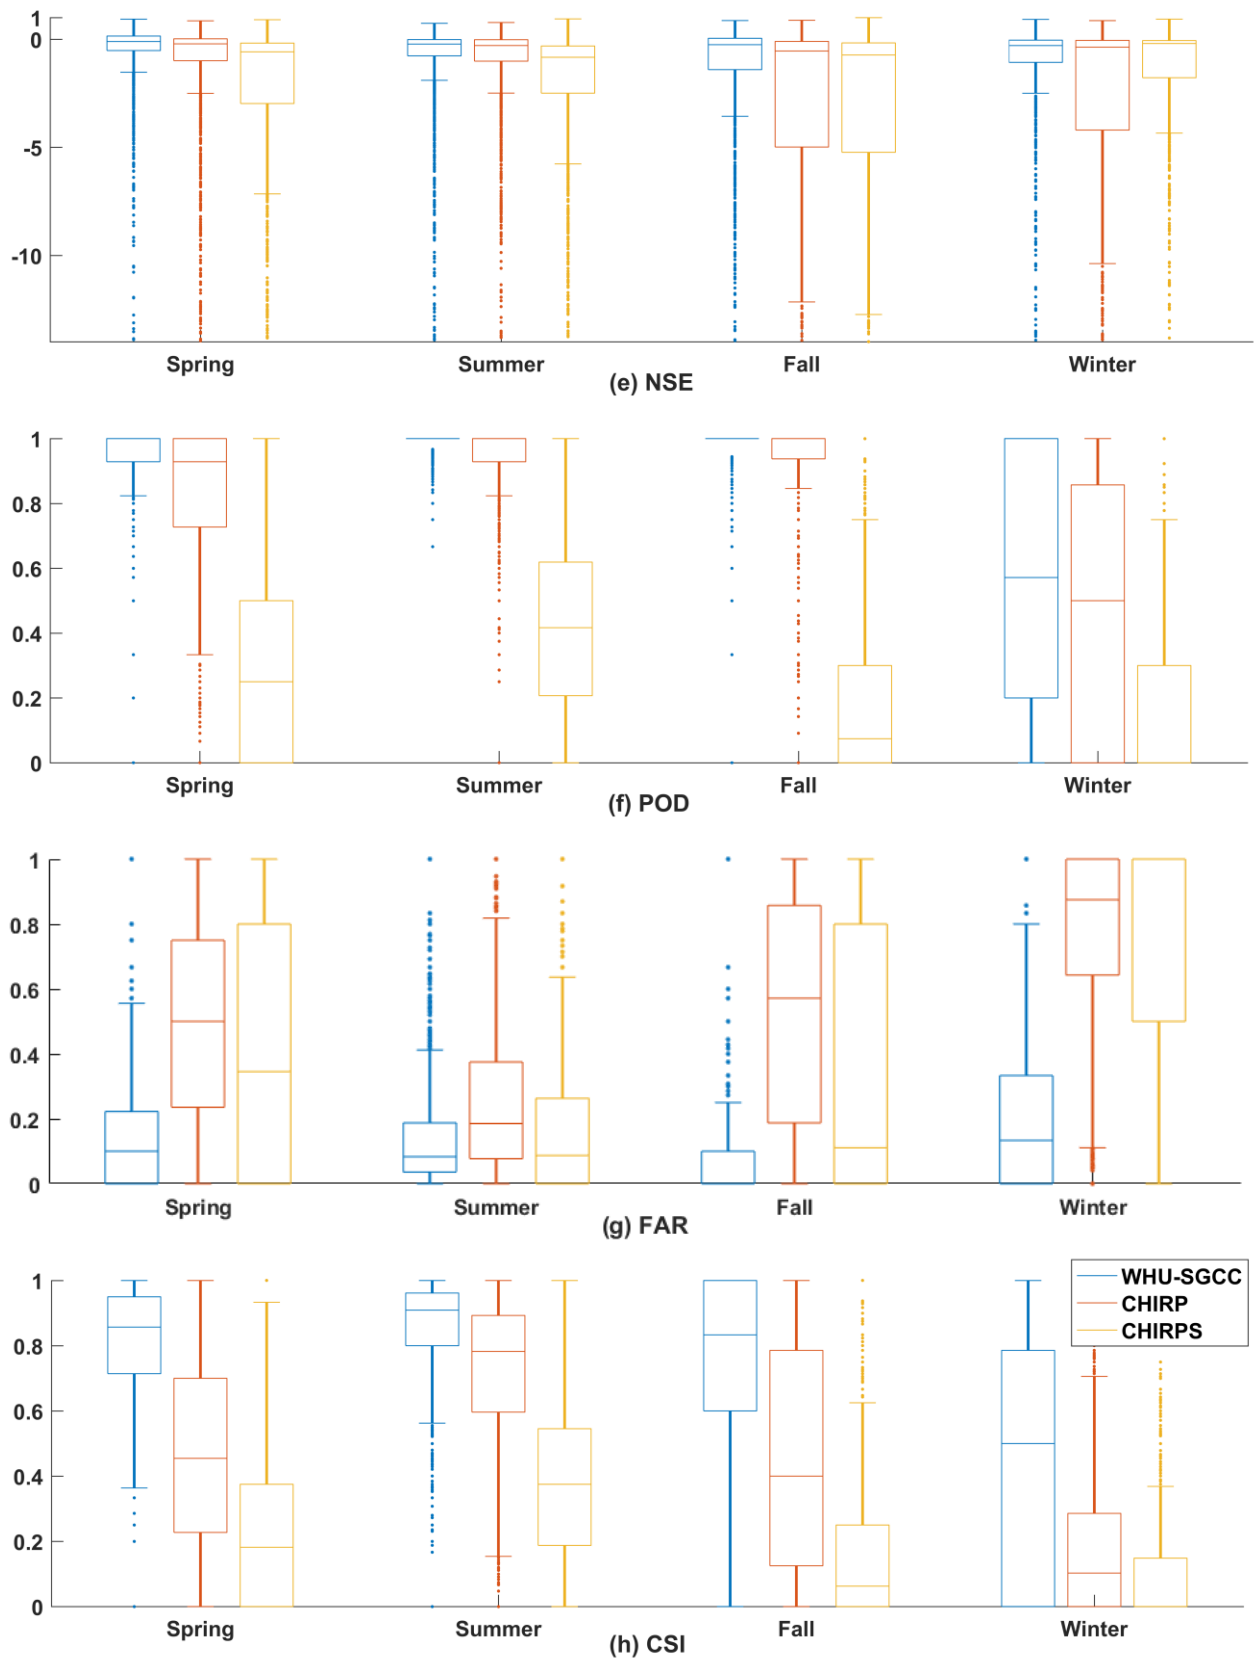 1
0
-5
-10
Spring Summer Fall Winter
(e) NSE
1
0.8
0.6
0.4
0.2
0
Spring Summer Fall Winter
(f) POD
1
0.8
0.6
0.4
0.2
0
Spring Summer Fall Winter
(g) FAR
WHU-SGCC
CHIRP
CHIRPS
1
0.8
0.6
0.4
0.2
0
Spring Summer Fall Winter
(h) CSI